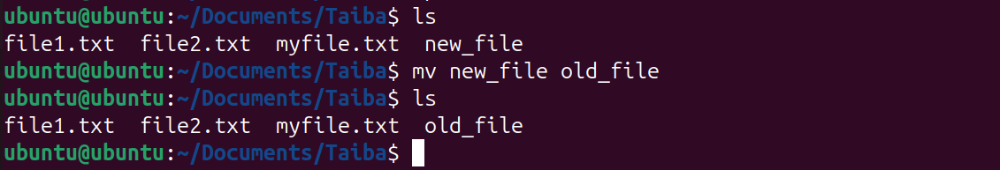 ubuntu@ubuntu:~/Documents/Taiba$ ls
file1.txt  file2.txt  myfile.txt  new_file
ubuntu@ubuntu:~/Documents/Taiba$ mv new_file old_file
ubuntu@ubuntu:~/Documents/Taiba$ ls
file1.txt  file2.txt  myfile.txt  old_file
ubuntu@ubuntu:~/Documents/Taiba$